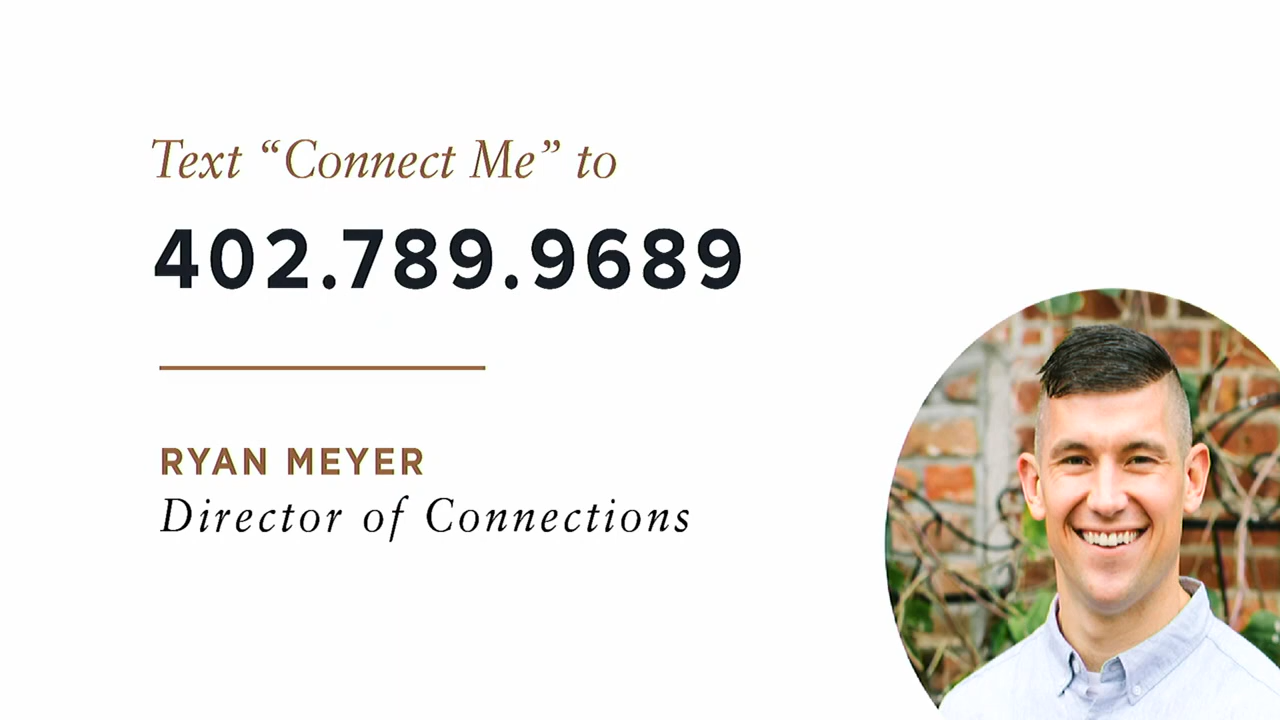 Text “Connect Me” to
402.789.9689
RYAN MEYER
Director of Connections